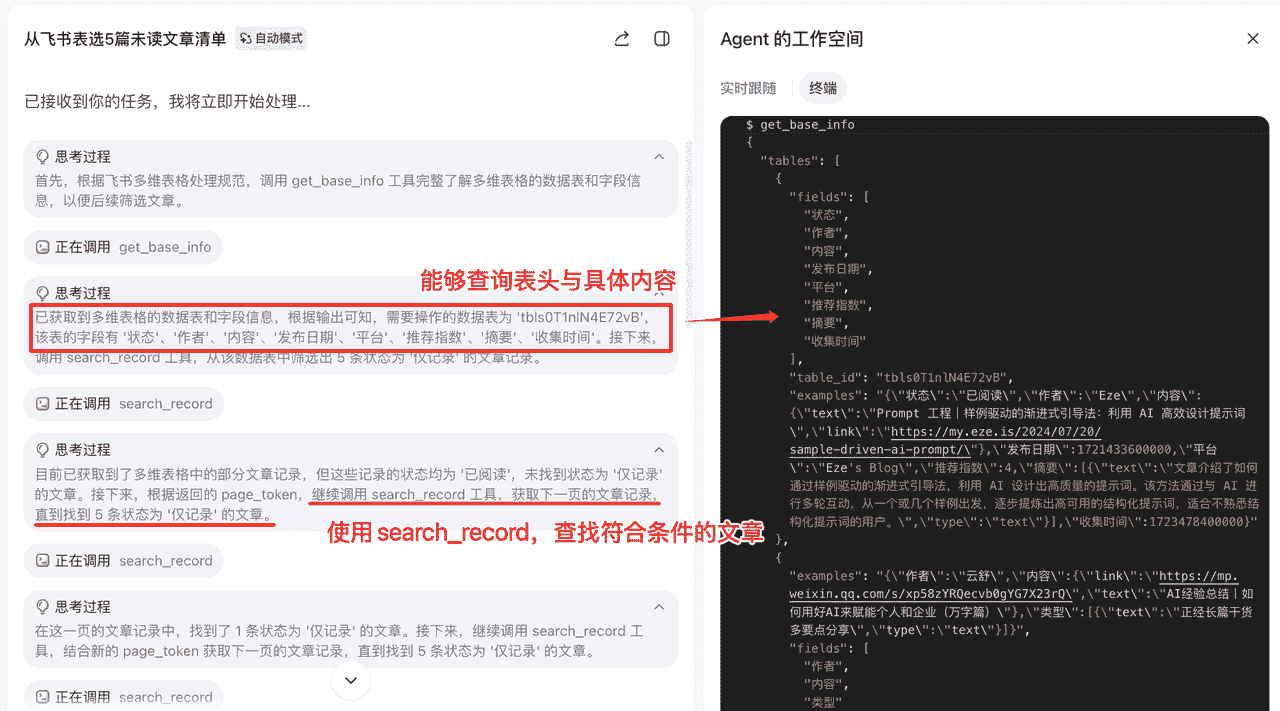 从飞书表选5篇未读文章清单 自动模式
已接收到你的任务，我将立即开始处理...
思考过程
首先，根据飞书多维表格处理规范，调用 get_base_info 工具完整了解多维表格的数据表和字段信
息，以便后续筛选文章。
正在调用 get_base_info
能够查询表头与具体内容
思考过程
已获取到多维表格的数据表和字段信息，根据输出可知，需要操作的数据表为 'tbls0T1nlN4E72vB'，
该表的字段有 '状态'、'作者'、'内容'、'发布日期'、'平台'、'推荐指数'、'摘要'、'收集时间'。接下来，
调用 search_record 工具，从该数据表中筛选出 5 条状态为 '仅记录' 的文章记录。
正在调用 search_record
思考过程
目前已获取到了多维表格中的部分文章记录，但这些记录的状态均为 '已阅读'，未找到状态为 '仅记录'
的文章。接下来，根据返回的 page_token，继续调用 search_record 工具，获取下一页的文章记录，
直到找到 5 条状态为 '仅记录' 的文章。
使用 search_record，查找符合条件的文章
正在调用 search_record
思考过程
在这一页的文章记录中，找到了 1 条状态为 '仅记录' 的文章。接下来，继续调用 search_record 工
具，结合新的 page_token 获取下一页的文章记录，直到找到 5 条状态为 '仅记录' 的文章。
正在调用 search_record
Agent 的工作空间
实时跟随 终端
$ get_base_info
{
"tables": [
{
"fields": [
"状态",
"作者",
"内容",
"发布日期",
"平台",
"推荐指数",
"摘要",
"收集时间"
],
"table_id": "tbls0T1nlN4E72vB",
"examples": "{\"状态\":\"已阅读\",\"作者\":\"Eze\",\"内容\":
{\"text\":\"Prompt 工程｜样例驱动的渐进式引导法：利用 AI 高效设计提示词
\",\"link\":\"https://my.eze.is/2024/07/20/
sample-driven-ai-prompt/\"},\"发布日期\":1721433600000,\"平台
\":\"Eze's Blog\",\"推荐指数\":4,\"摘要\":[{\"text\":\"文章介绍了如何
通过样例驱动的渐进式引导法，利用 AI 设计出高质量的提示词。该方法通过与 AI 进
行多轮互动，从一个或几个样例出发，逐步提炼出高可用的结构化提示词，适合不熟悉结
构化提示词的用户。\",\"type\":\"text\"}],\"收集时间\":1723478400000}"
},
{
"examples": "{\"作者\":\"云舒\",\"内容\":{\"link\":\"https://mp.
weixin.qq.com/s/xp58zYRQecvb0gYG7X23rQ\",\"text\":\"AI经验总结｜如
何用好AI来赋能个人和企业（万字篇）\"},\"类型\":[{\"text\":\"正经长篇干货
多要点分享\",\"type\":\"text\"}]}",
"fields": [
"作者",
"内容",
"类型"